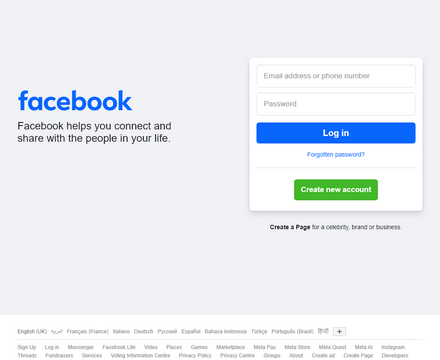 facebook
Facebook helps you connect and
share with the people in your life.
Email address or phone number
Password
Log in
Forgotten password?
Create new account
Create a Page for a celebrity, brand or business.
English (UK) العربية Français (France) Italiano Deutsch Русский Español Bahasa Indonesia Türkçe Português (Brasil) हिन्दी +
Sign Up Log in Messenger Facebook Lite Video Places Games Marketplace Meta Pay Meta Store Meta Quest Meta AI Instagram
Threads Fundraisers Services Voting Information Centre Privacy Policy Privacy Centre Groups About Create ad Create Page Developers